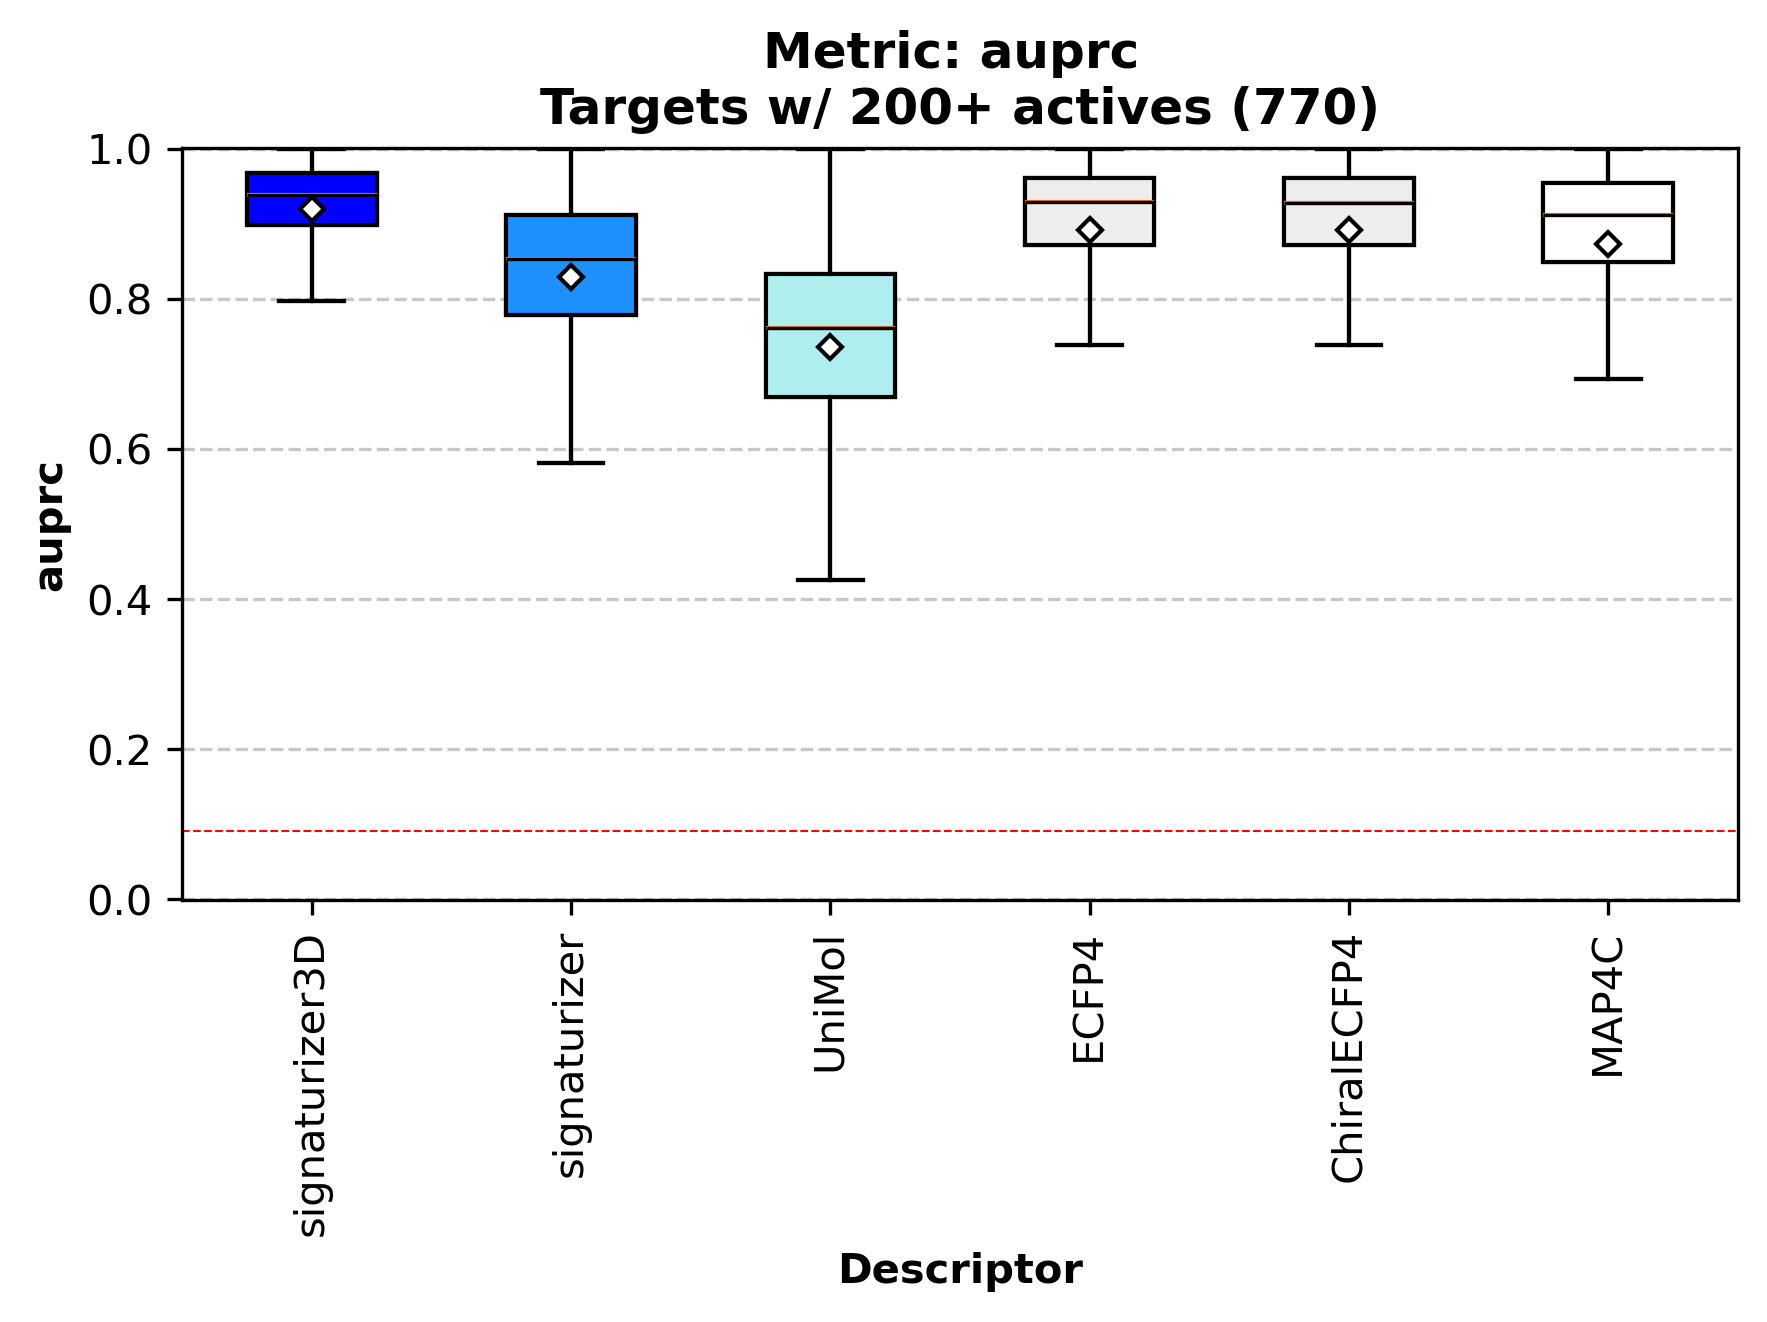 Metric: auprc
Targets w/ 200+ actives (770)
1.0
0.8
0.6
0.4
0.2
0.0
auprc
signaturizer3D
signaturizer
UniMol
ECFP4
ChiralECFP4
MAP4C
Descriptor